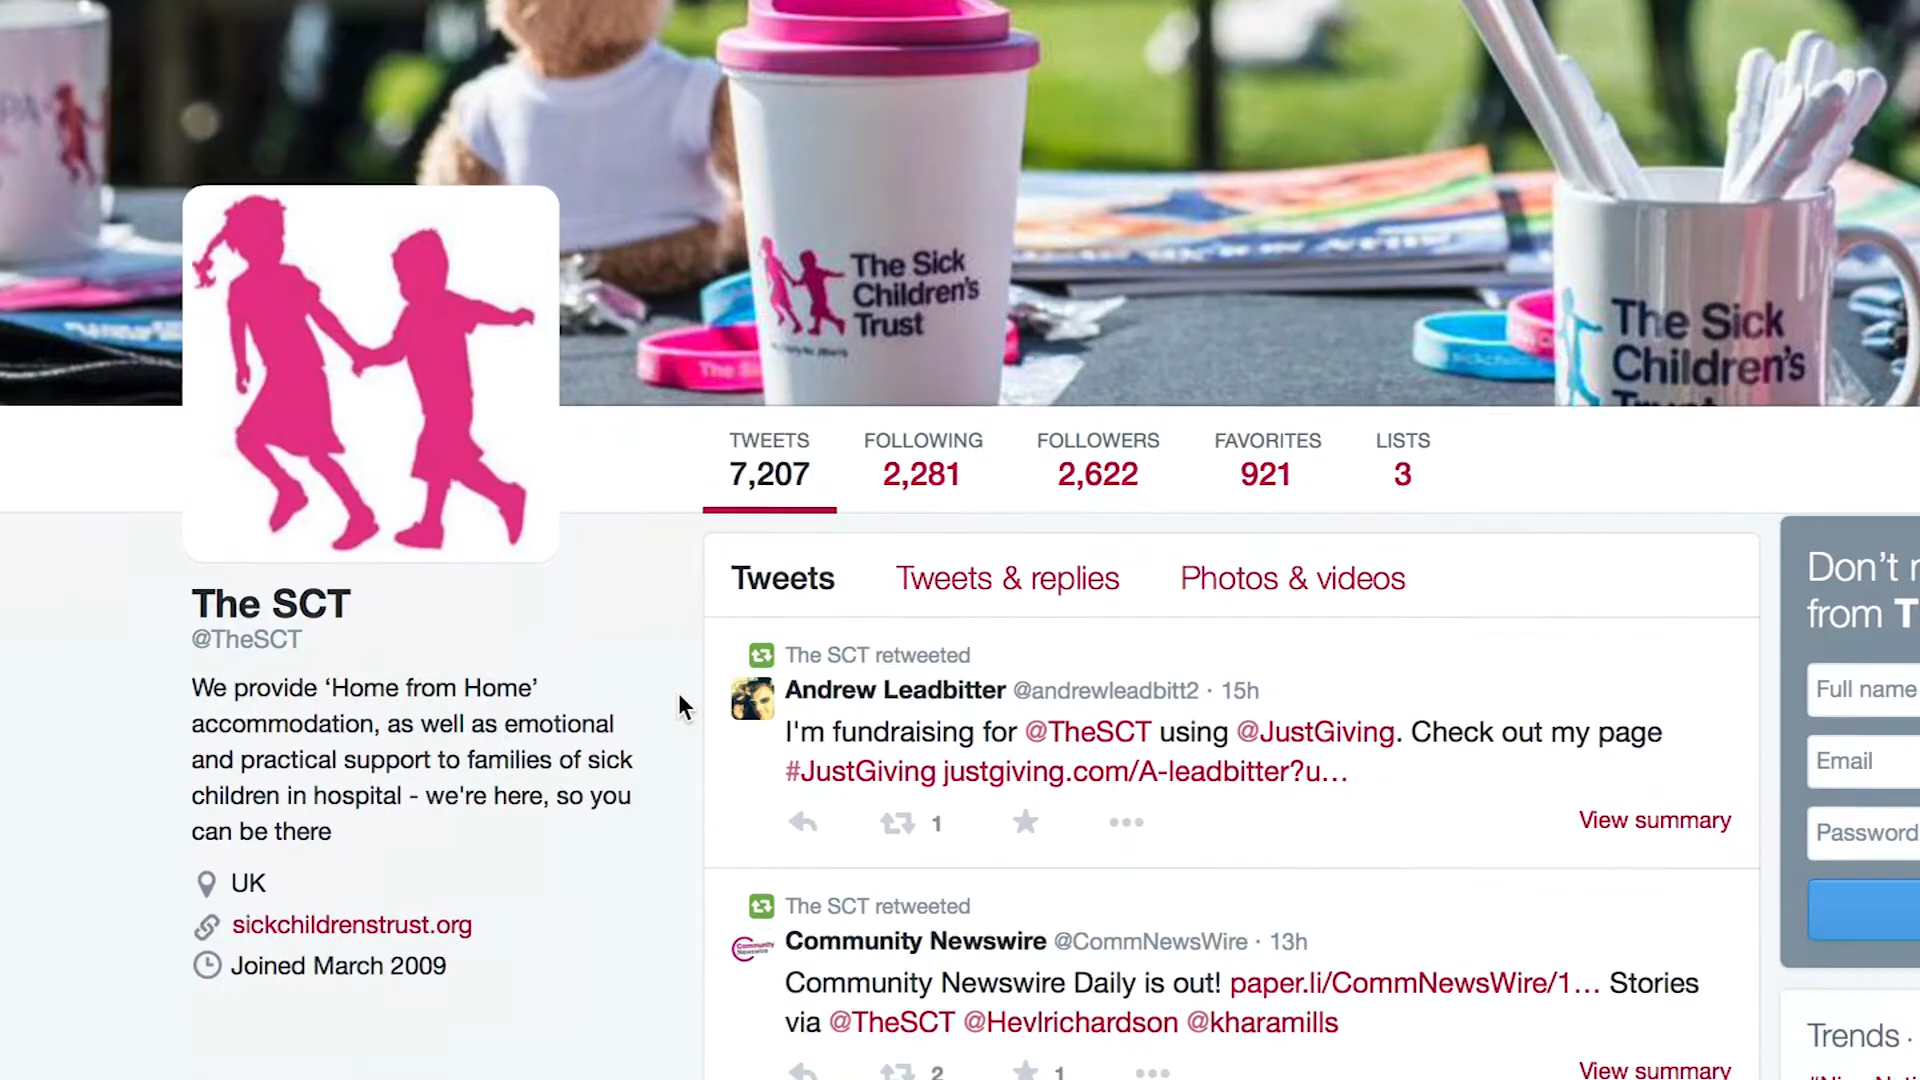 The Sick
Children's
Trust
The Sick
Children's
TWEETS FOLLOWING FOLLOWERS FAVORITES LISTS
7,207 2,281 2,622 921 3
Tweets Tweets & replies Photos & videos
Don't
from T
Full name
Email
Password
The SCT
@TheSCT
We provide ‘Home from Home’
accommodation, as well as emotional
and practical support to families of sick
children in hospital - we're here, so you
can be there
UK
sickchildrenstrust.org
Joined March 2009
The SCT retweeted
Andrew Leadbitter @andrewleadbitt2 · 15h
I'm fundraising for @TheSCT using @JustGiving. Check out my page
#JustGiving justgiving.com/A-leadbitter?u…
1 View summary
The SCT retweeted
Community Newswire @CommNewsWire · 13h
Community Newswire Daily is out! paper.li/CommNewsWire/1… Stories
via @TheSCT @Hevlrichardson @kharamills
2 1 View summary
Trends ·